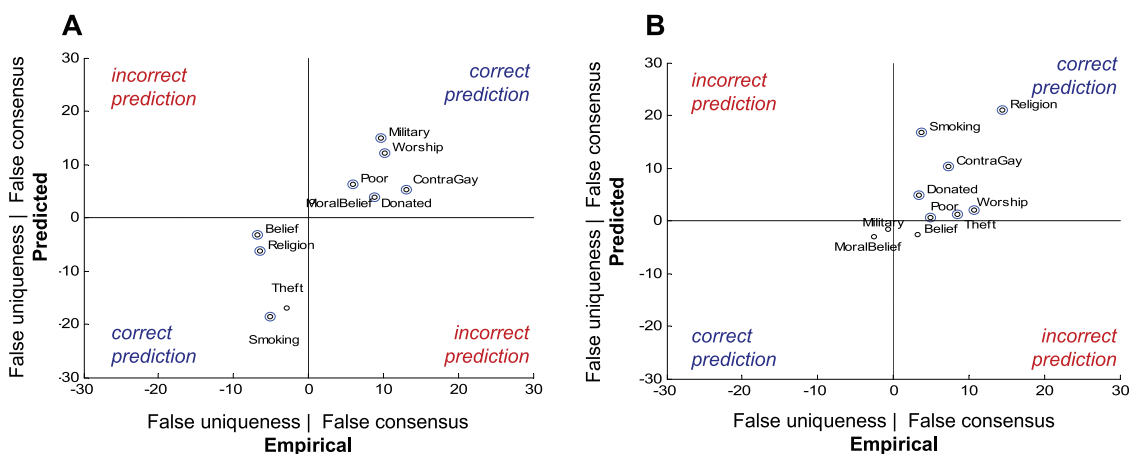 A
30
20
10
0
-10
-20
-30
-30
-20
-10
0
10
20
30
incorrect
prediction
correct
prediction
Military
Worship
Poor
ContraGay
MoralBelief
Donated
Belief
Religion
Theft
Smoking
correct
prediction
incorrect
prediction
False uniqueness | False consensus
Predicted
False uniqueness | False consensus
Empirical
B
30
20
10
0
-10
-20
-30
-30
-20
-10
0
10
20
30
incorrect
prediction
correct
prediction
Religion
Smoking
ContraGay
Donated
Poor
Worship
Military
Belief
Theft
MoralBelief
correct
prediction
incorrect
prediction
False uniqueness | False consensus
Predicted
False uniqueness | False consensus
Empirical